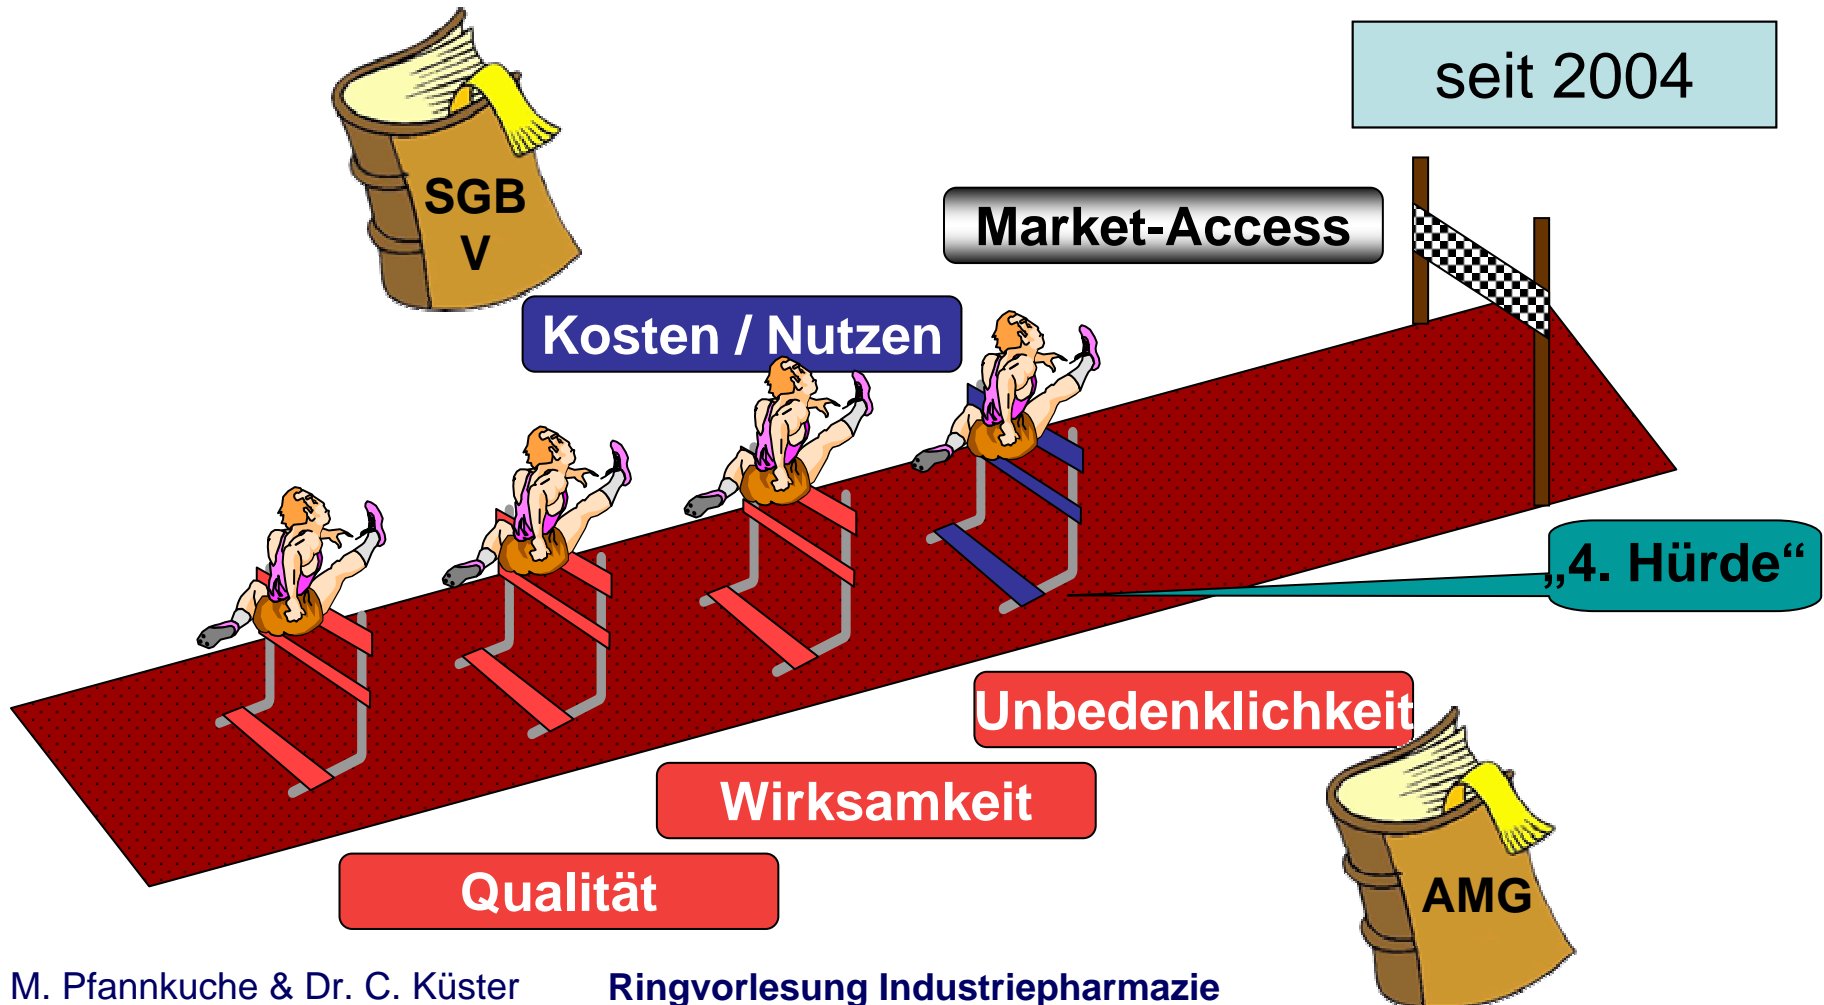 seit 2004
SGB
V
Market-Access
Kosten / Nutzen
„4. Hürde“
Unbedenklichkeit
Wirksamkeit
Qualität
AMG
M. Pfannkuche & Dr. C. Küster
Ringvorlesung Industriepharmazie